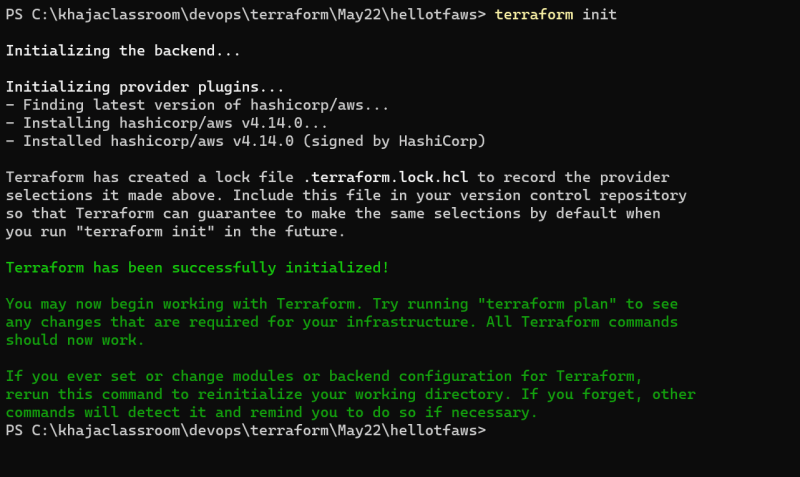 PS C:\khajaclassroom\devops\terraform\May22\hellotfaws> terraform init
Initializing the backend...
Initializing provider plugins...
- Finding latest version of hashicorp/aws...
- Installing hashicorp/aws v4.14.0...
- Installed hashicorp/aws v4.14.0 (signed by HashiCorp)
Terraform has created a lock file .terraform.lock.hcl to record the provider
selections it made above. Include this file in your version control repository
so that Terraform can guarantee to make the same selections by default when
you run "terraform init" in the future.
Terraform has been successfully initialized!
You may now begin working with Terraform. Try running "terraform plan" to see
any changes that are required for your infrastructure. All Terraform commands
should now work.
If you ever set or change modules or backend configuration for Terraform,
rerun this command to reinitialize your working directory. If you forget, other
commands will detect it and remind you to do so if necessary.
PS C:\khajaclassroom\devops\terraform\May22\hellotfaws>